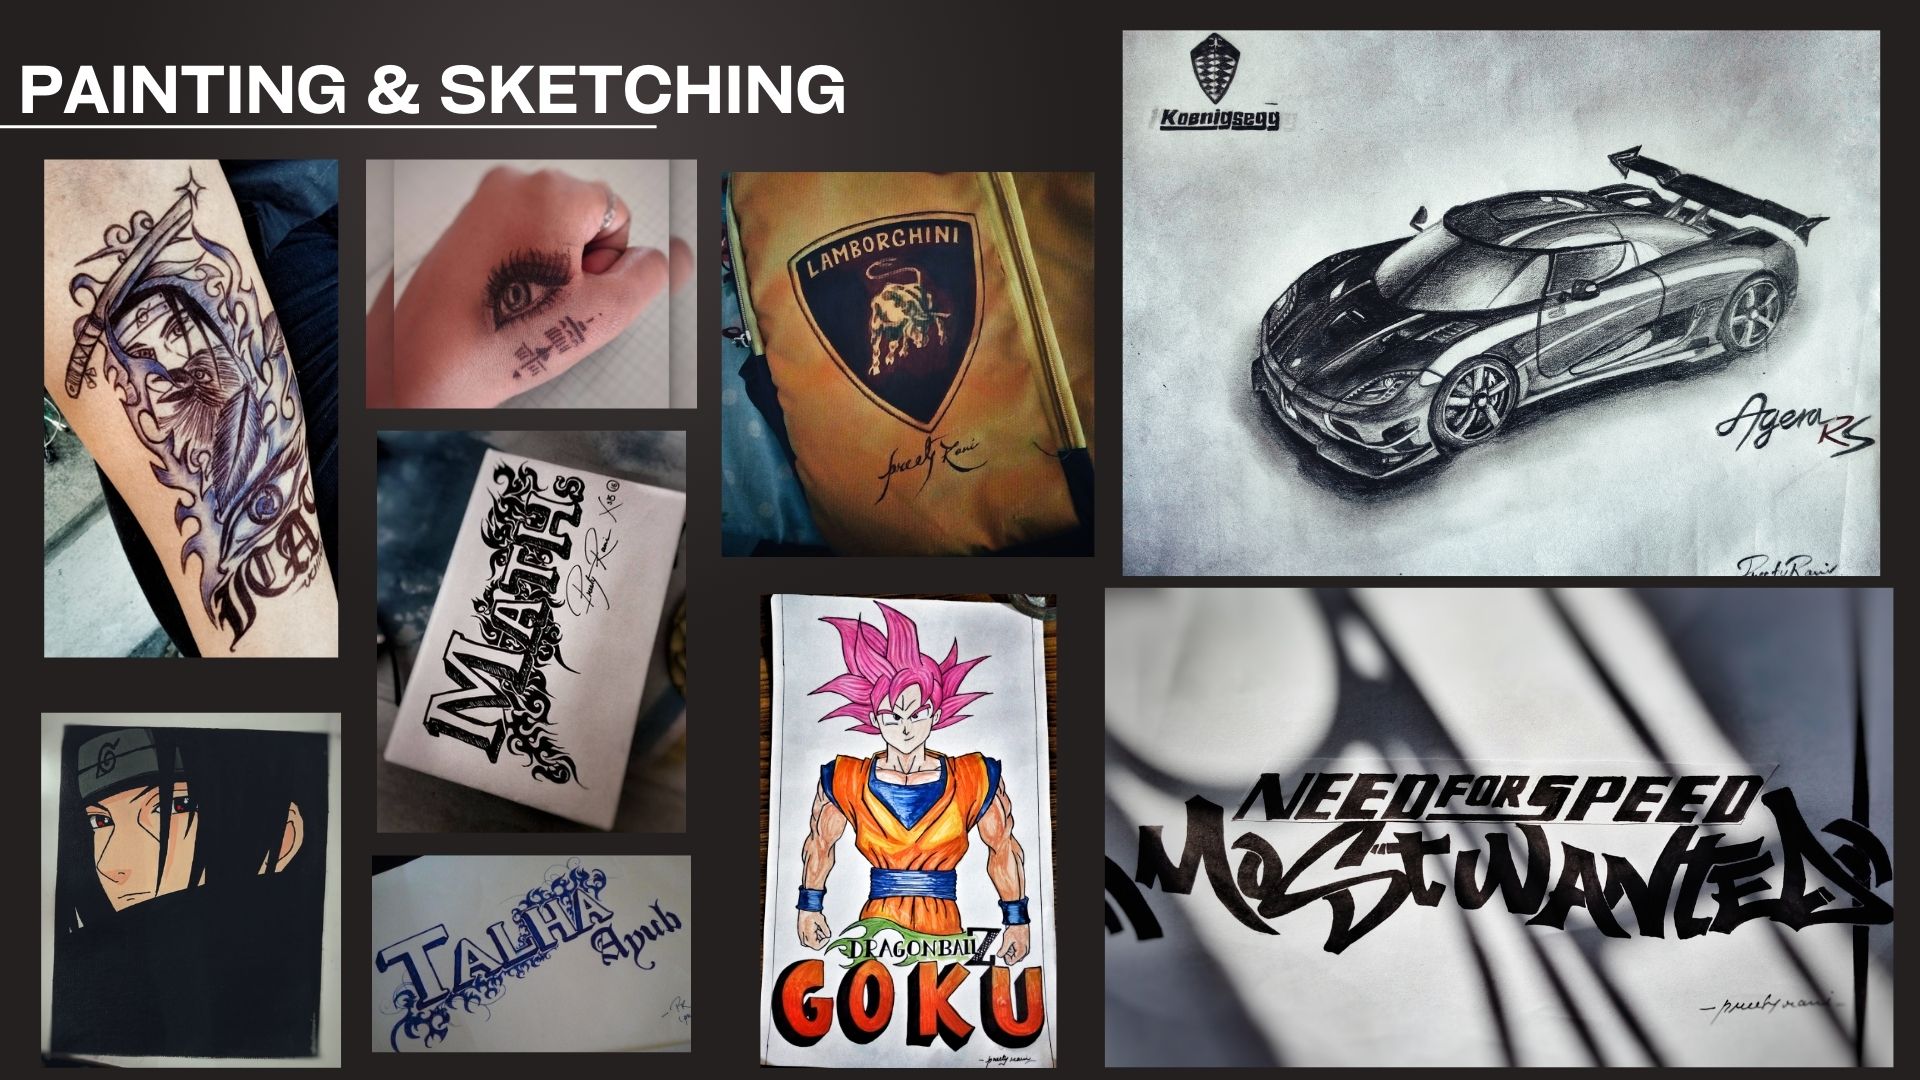 PAINTING & SKETCHING
Koenigsegg
Agera RS
Preety Rani
LAMBORGHINI
preety Rani
MATH
Preety Rani
X
TALHA
Ayub
DRAGONBALL Z
GOKU
- preety rani
NEED FOR SPEED
MOST WANTED
- preety rani